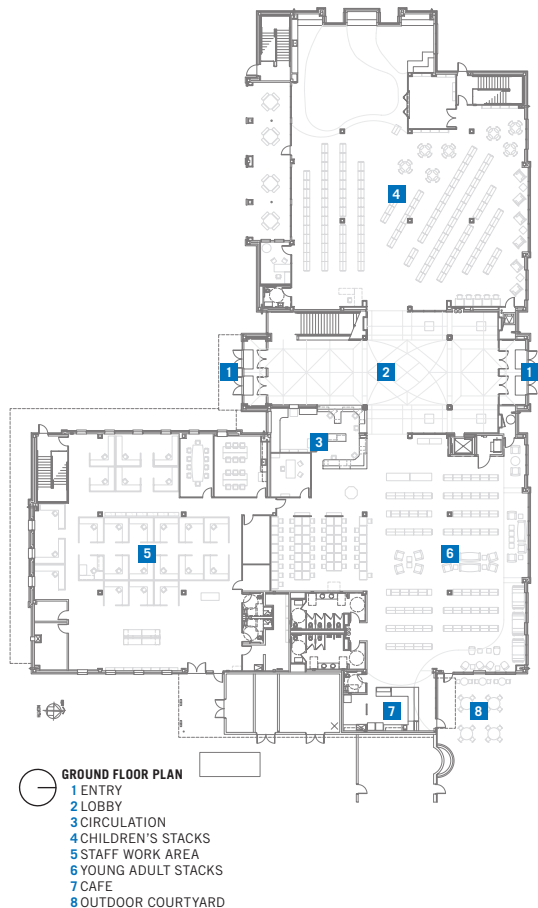 4
1
2
1
3
5
6
7
8
GROUND FLOOR PLAN
1 ENTRY
2 LOBBY
3 CIRCULATION
4 CHILDREN'S STACKS
5 STAFF WORK AREA
6 YOUNG ADULT STACKS
7 CAFE
8 OUTDOOR COURTYARD